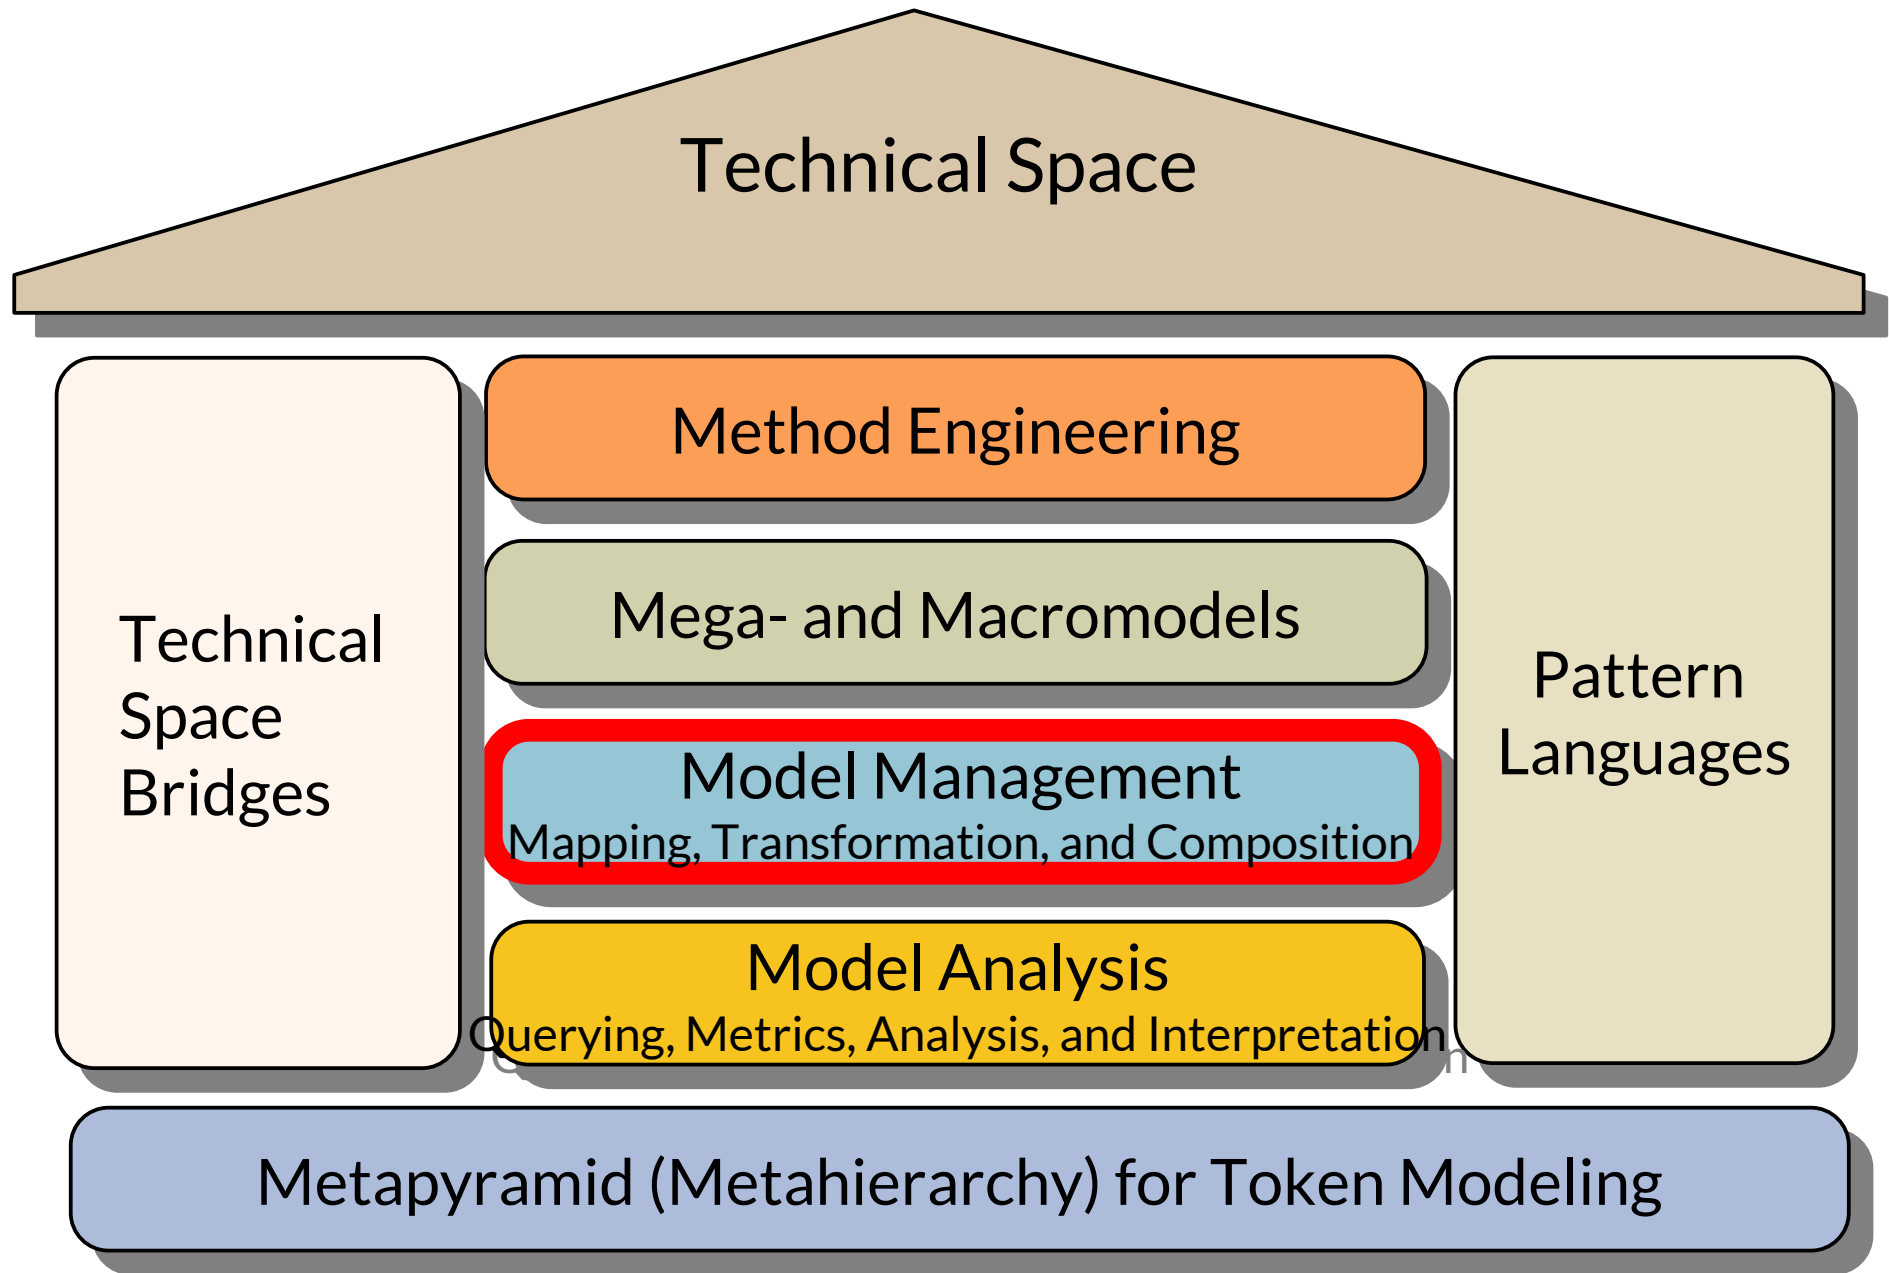 Technical Space
Method Engineering
Mega- and Macromodels
Technical
Space
Bridges
Pattern
Languages
Model Management
Mapping, Transformation, and Composition
Model Analysis
Querying, Metrics, Analysis, and Interpretation
Metapyramid (Metahierarchy) for Token Modeling